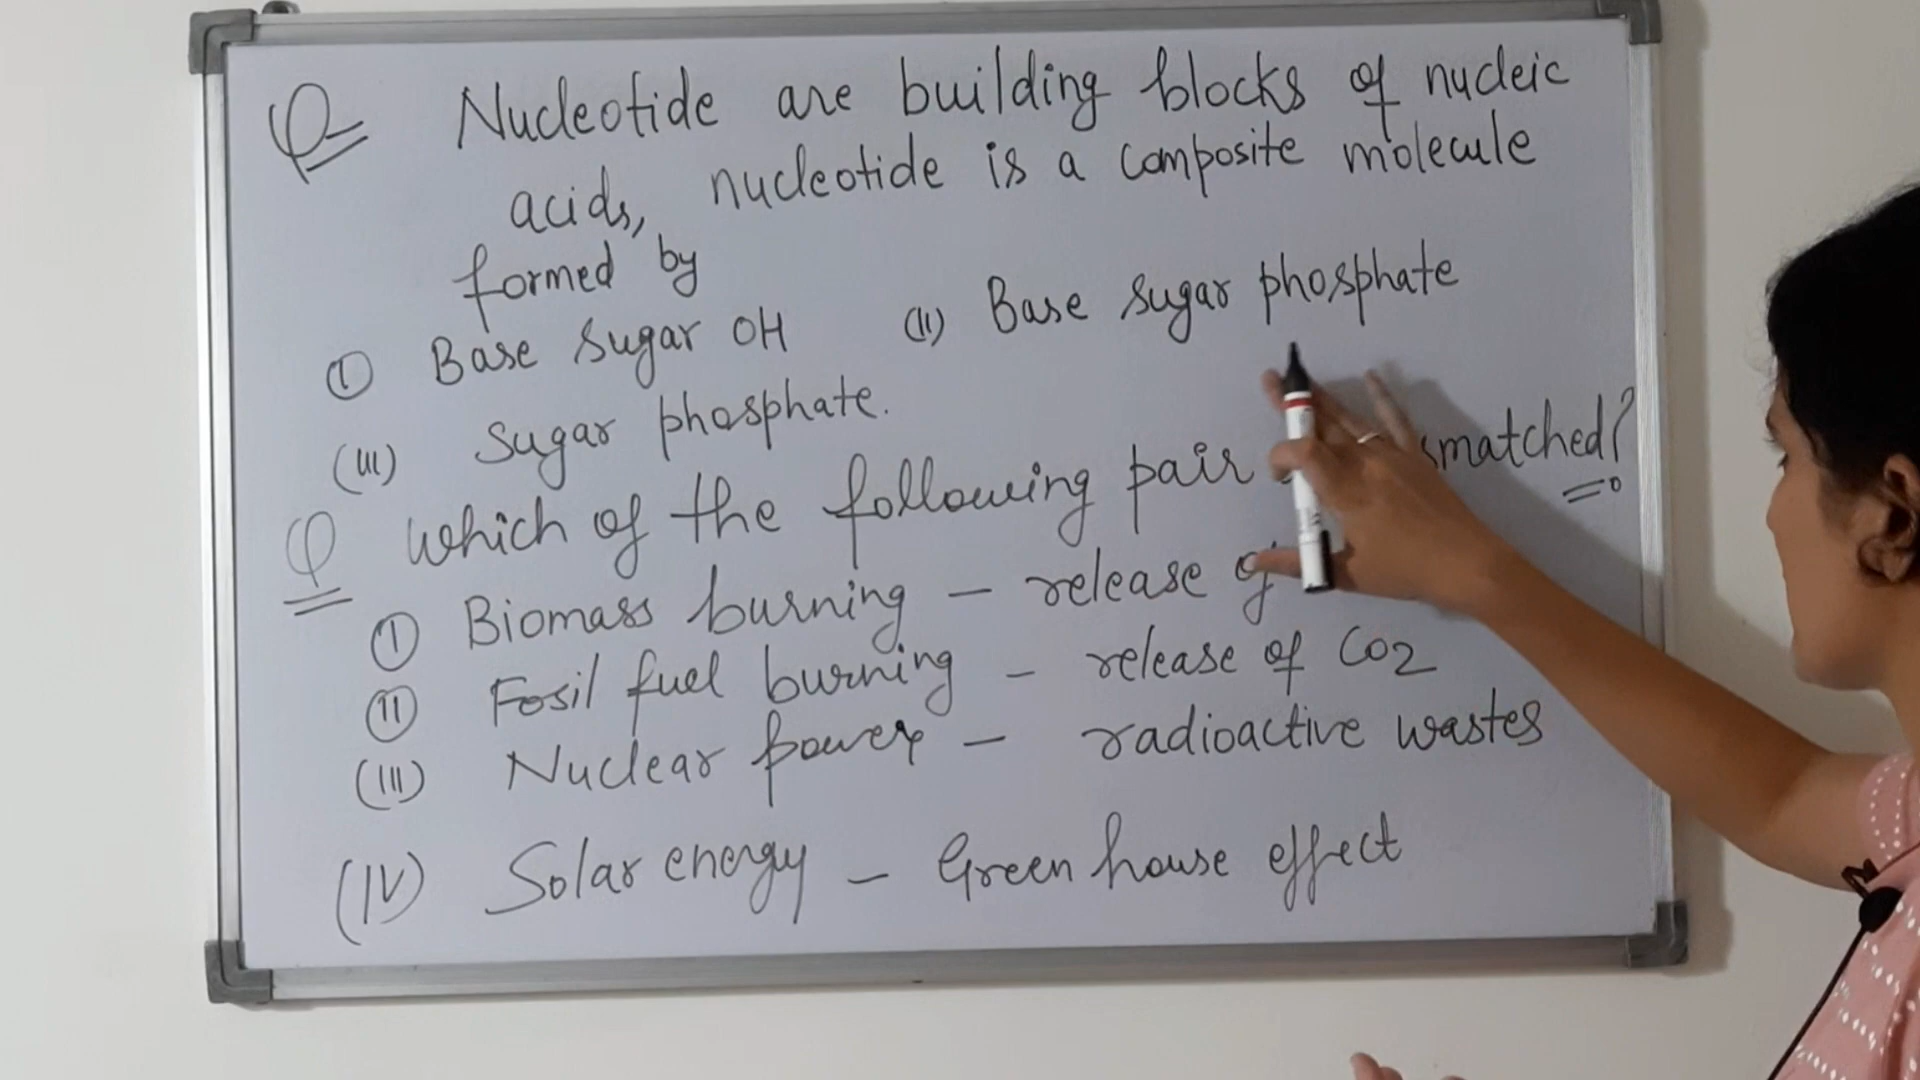 Q Nucleotide are building blocks of nucleic
acids, nucleotide is a composite molecule
formed by
(I) Base sugar OH (II) Base sugar phosphate
(III) Sugar phosphate.
Q which of the following pair smatched?
(I) Biomass burning – release
(II) Fosil fuel burning – release of CO2
(III) Nuclear power – radioactive wastes
(IV) Solar energy – Green house effect